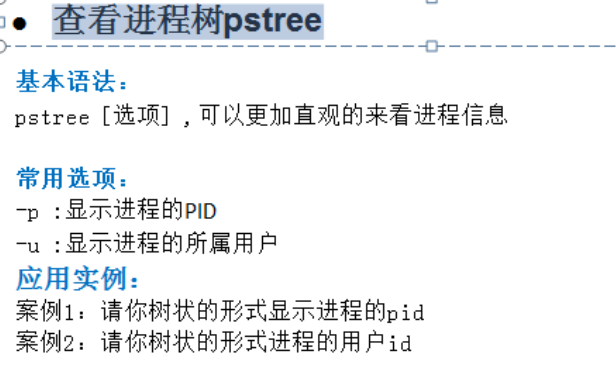 ● 查看进程树pstree
基本语法：
pstree [选项] ,可以更加直观的来看进程信息
常用选项：
-p :显示进程的PID
-u :显示进程的所属用户
应用实例：
案例1：请你树状的形式显示进程的pid
案例2：请你树状的形式进程的用户id